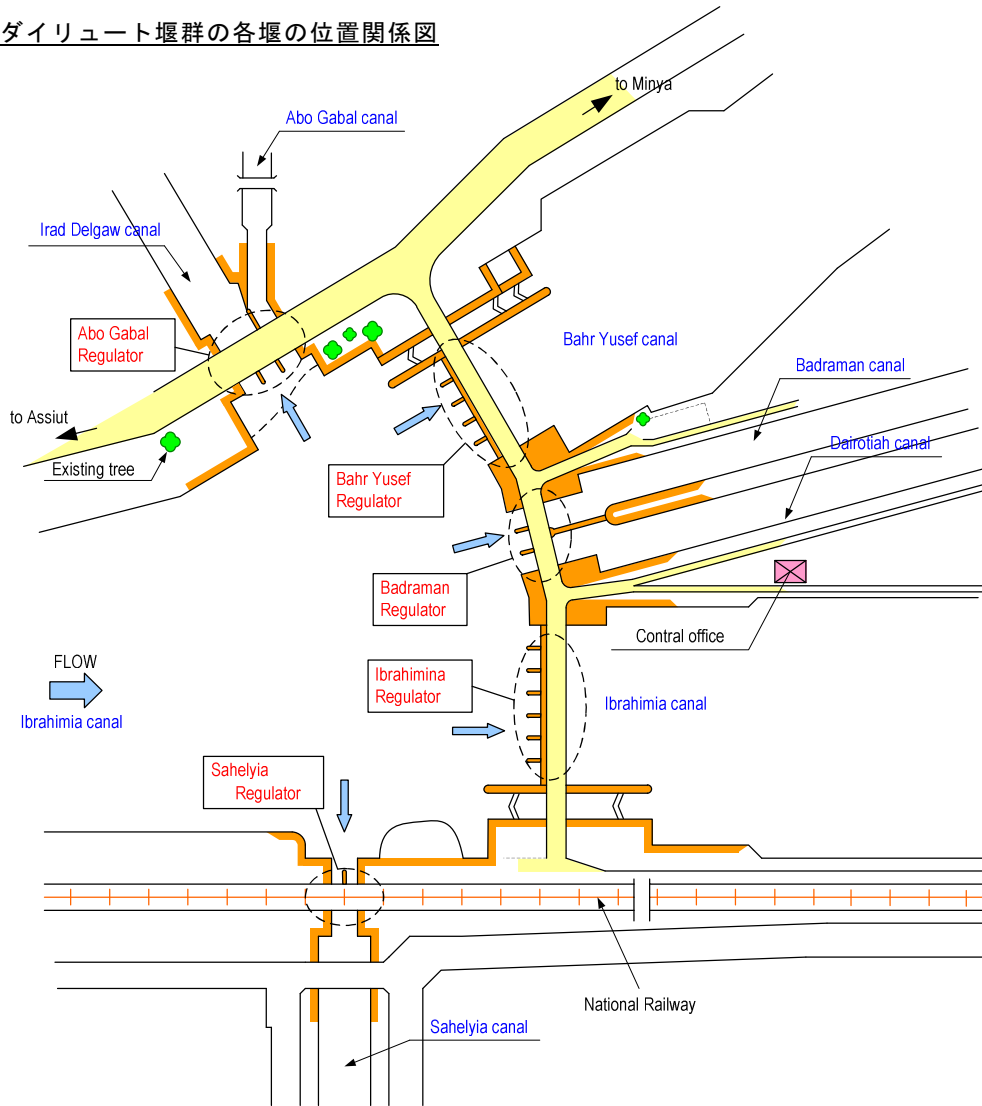 ダイリュート堰群の各堰の位置関係図
to Minya
Abo Gabal canal
Irad Delgaw canal
Abo Gabal
Regulator
Bahr Yusef canal
Badraman canal
to Assiut
Existing tree
Dairotiah canal
Bahr Yusef
Regulator
Badraman
Regulator
Contral office
FLOW
Ibrahimia canal
Ibrahimina
Regulator
Ibrahimia canal
Sahelyia
Regulator
National Railway
Sahelyia canal